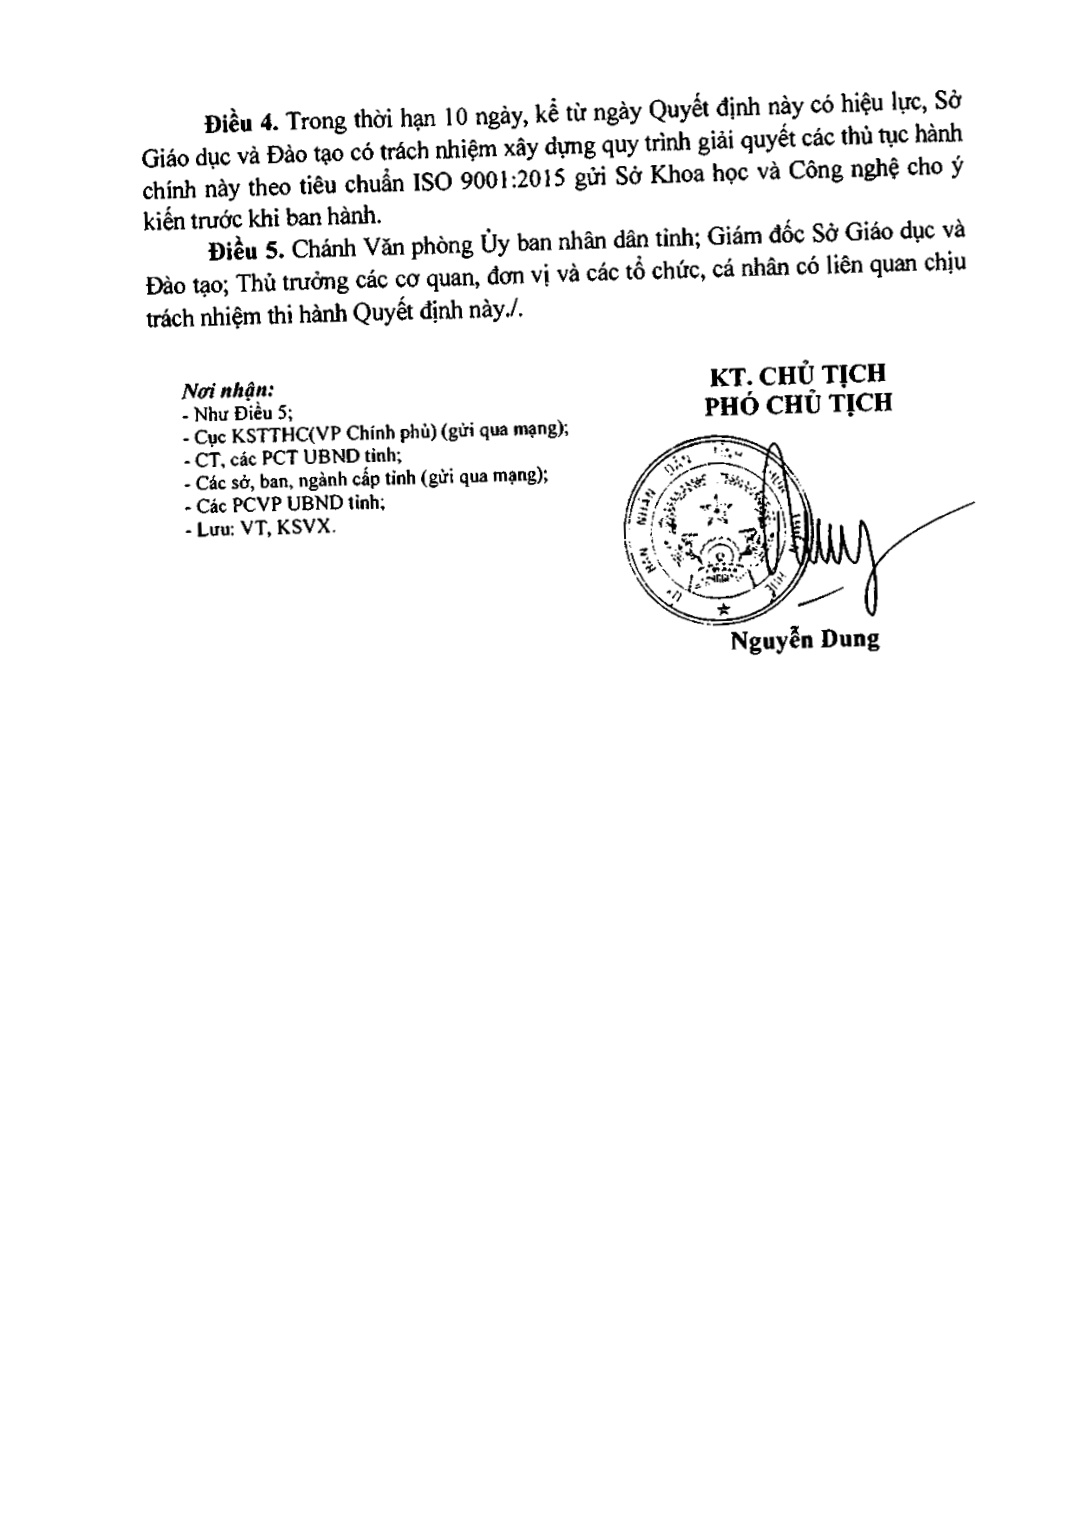 Điều 4. Trong thời hạn 10 ngày, kể từ ngày Quyết định này có hiệu lực, Sở
Giáo dục và Đào tạo có trách nhiệm xây dựng quy trình giải quyết các thủ tục hành
chính này theo tiêu chuẩn ISO 9001:2015 gửi Sở Khoa học và Công nghệ cho ý
kiến trước khi ban hành.
Điều 5. Chánh Văn phòng Ủy ban nhân dân tỉnh; Giám đốc Sở Giáo dục và
Đào tạo; Thủ trưởng các cơ quan, đơn vị và các tổ chức, cá nhân có liên quan chịu
trách nhiệm thi hành Quyết định này./.
Nơi nhận:
- Như Điều 5;
- Cục KSTTHC(VP Chính phủ) (gửi qua mạng);
- CT, các PCT UBND tỉnh;
- Các sở, ban, ngành cấp tỉnh (gửi qua mạng);
- Các PCVP UBND tỉnh;
- Lưu: VT, KSVX.
KT. CHỦ TỊCH
PHÓ CHỦ TỊCH
NHÂN DÂN
Nguyễn Dung